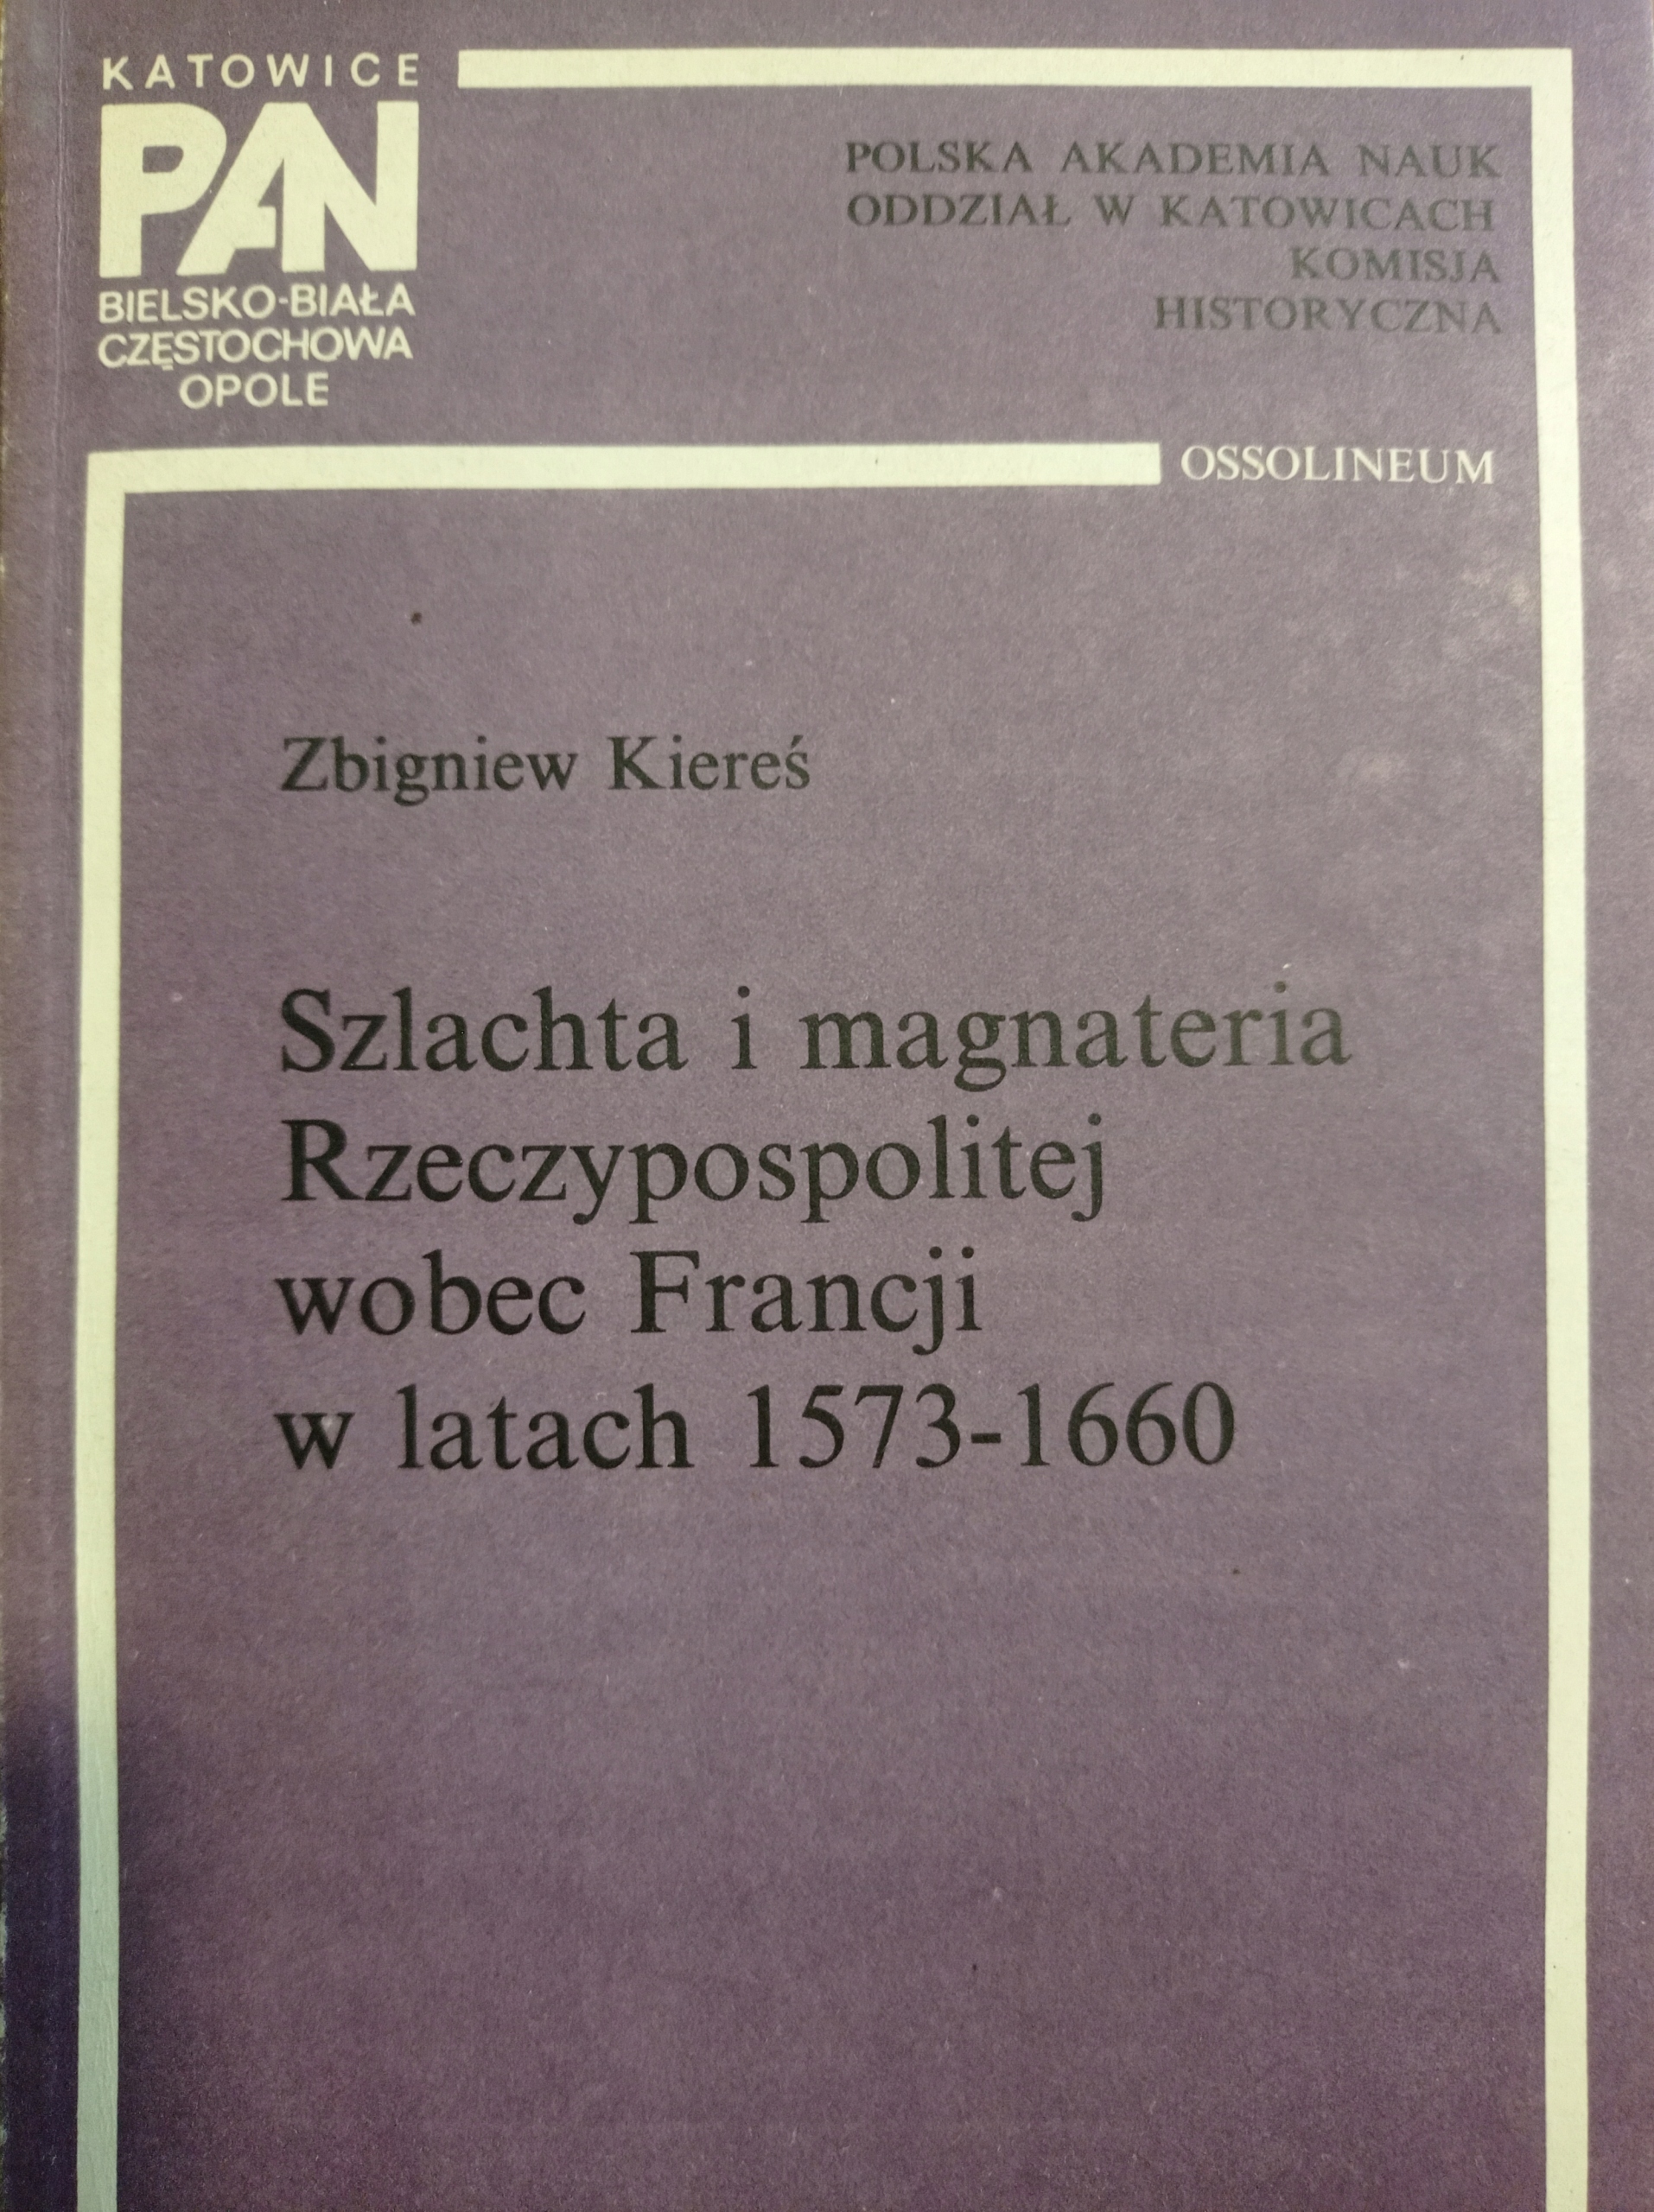 KATOWICE
PAN
BIELSKO-BIAŁA
CZĘSTOCHOWA
OPOLE
POLSKA AKADEMIA NAUK
ODDZIAŁ W KATOWICACH
KOMISJA
HISTORYCZNA
OSSOLINEUM
Zbigniew Kiereś
Szlachta i magnateria
Rzeczypospolitej
wobec Francji
w latach 1573-1660